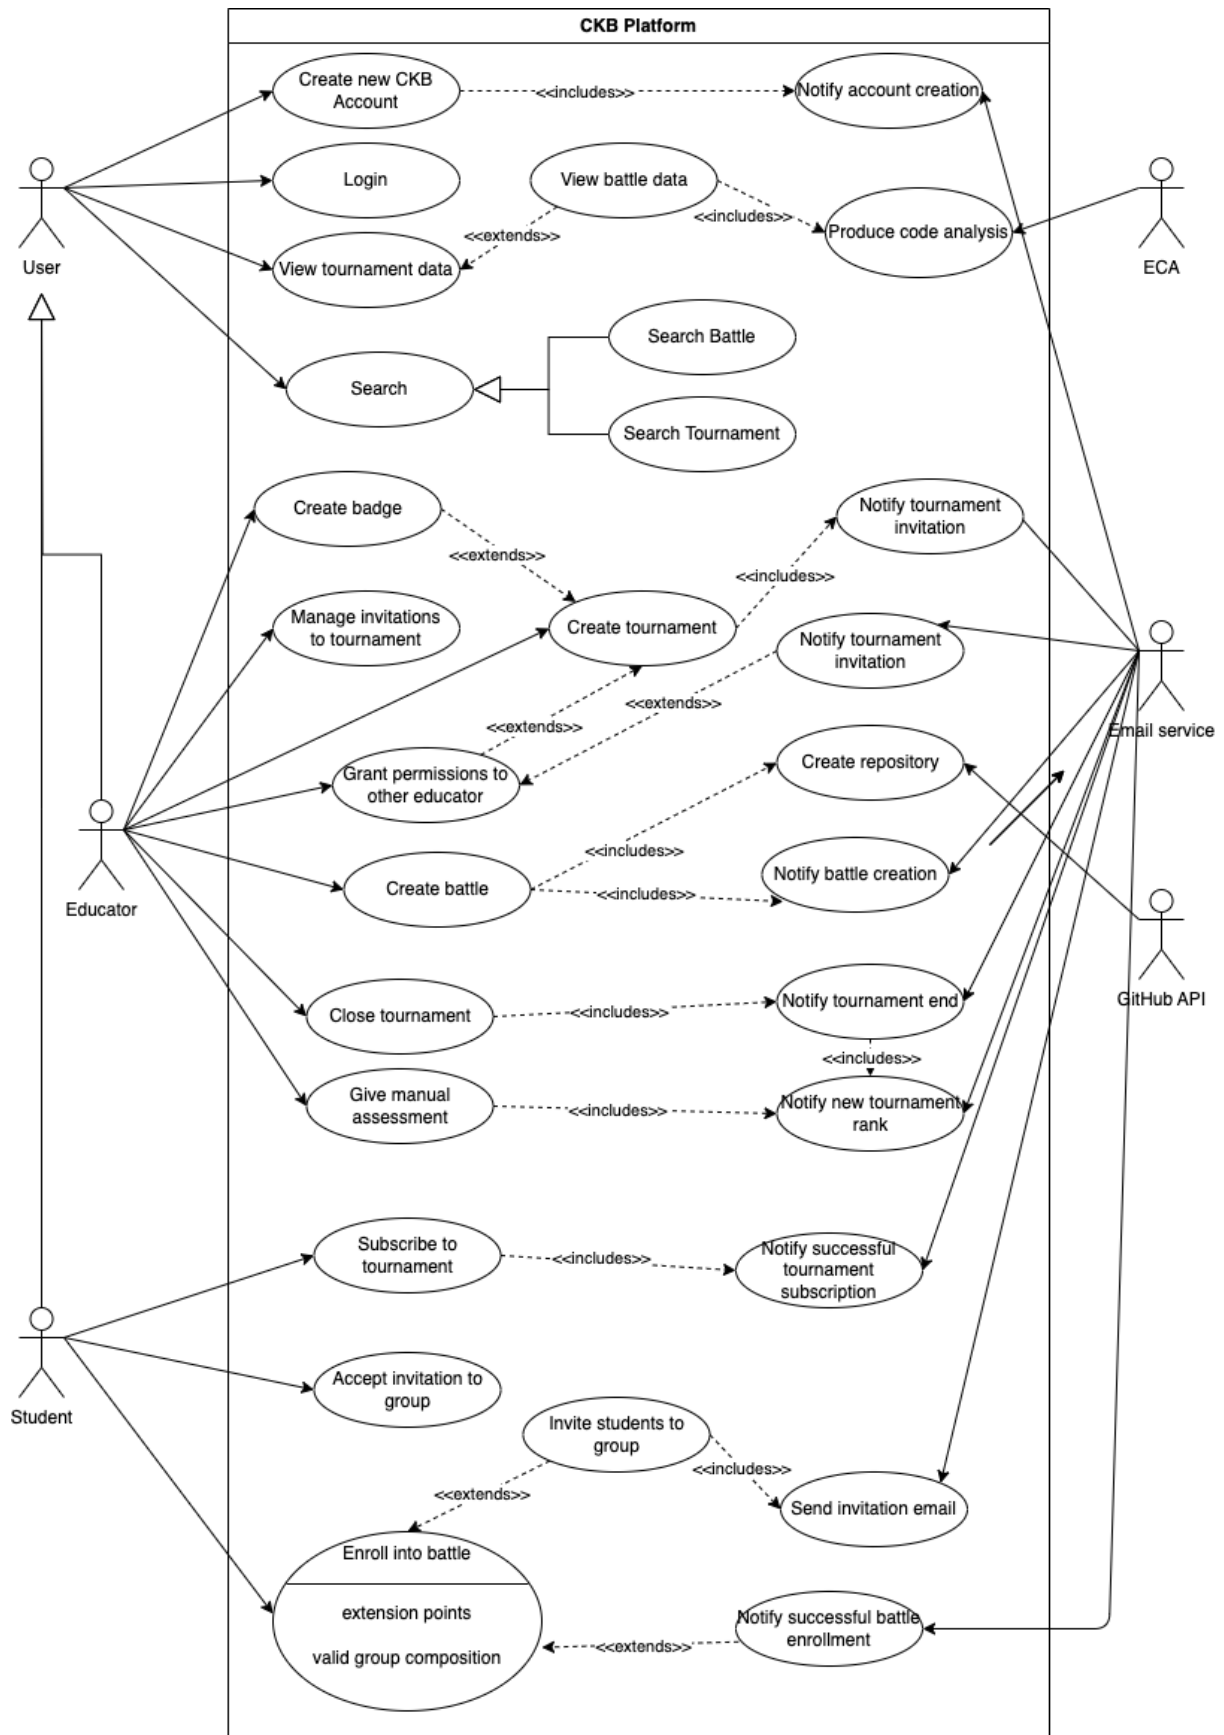 CKB Platform
Create new CKB
Account
<<includes>>
Notify account creation
Login
View battle data
<<includes>>
<<extends>>
Produce code analysis
User
View tournament data
ECA
Search Battle
Search
Search Tournament
Create badge
Notify tournament
invitation
<<extends>>
<<includes>>
Manage invitations
to tournament
Create tournament
Notify tournament
invitation
<<extends>>
<<extends>>
Email service
Grant permissions to
other educator
Create repository
<<includes>>
Create battle
<<includes>>
Notify battle creation
Educator
Close tournament
<<includes>>
Notify tournament end
GitHub API
<<includes>>
Give manual
assessment
<<includes>>
Notify new tournament
rank
Subscribe to
tournament
<<includes>>
Notify successful
tournament
subscription
Accept invitation to
group
Student
Invite students to
group
<<includes>>
<<extends>>
Send invitation email
Enroll into battle
extension points
valid group composition
<<extends>>
Notify successful battle
enrollment